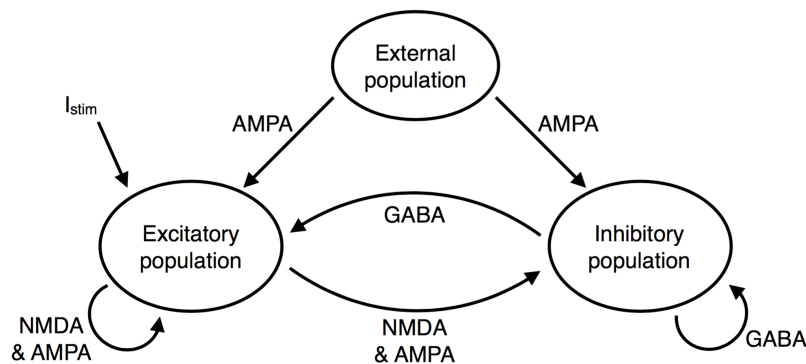 External
population
I_stim
AMPA
AMPA
Excitatory
population
GABA
Inhibitory
population
NMDA
& AMPA
NMDA
& AMPA
GABA